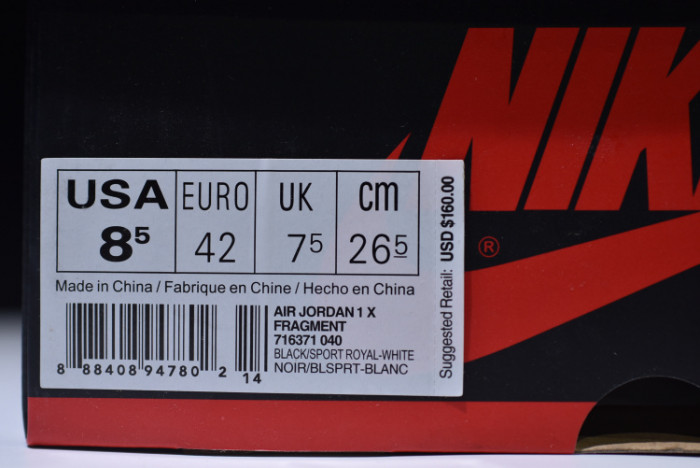 NIK
USA EURO UK cm
8⁵ 42 7⁵ 26⁵
Made in China / Fabrique en Chine / Hecho en China
AIR JORDAN 1 X
FRAGMENT
716371 040
BLACK/SPORT ROYAL-WHITE
NOIR/BLSPRT-BLANC
8 88408 94780 2 14
Suggested Retail: USD $160.00
®